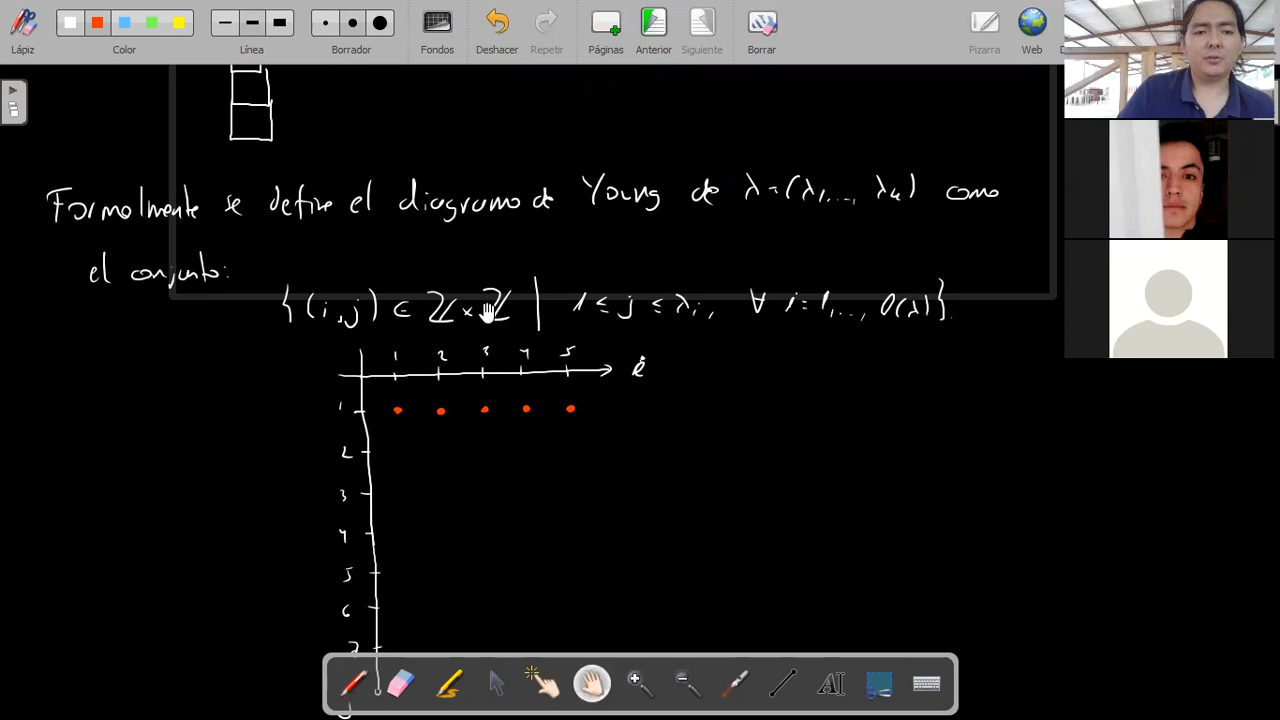 Lápiz Color Línea Borrador Fondos Deshacer Repetir Páginas Anterior Siguiente Borrar Pizarra Web
Formalmente se define el diagrama de Young de λ=(λ1,..., λk) como
el conjunto:
{(i,j) ∈ ℤ×ℤ | 1 ≤ j ≤ λi, ∀ i=1,..., l(λ)}.
1 2 3 4 5
1
2
3
4
5
6
7
AI